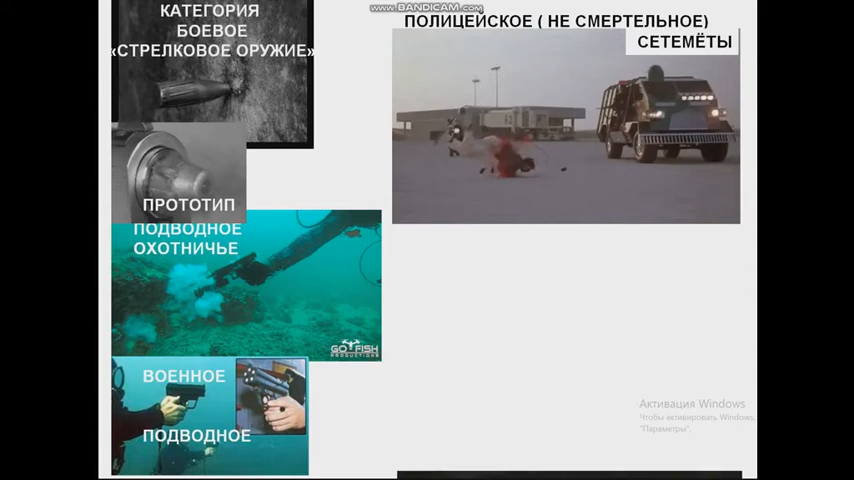 www.BANDICAM.com
КАТЕГОРИЯ
БОЕВОЕ
«СТРЕЛКОВОЕ ОРУЖИЕ»
ПРОТОТИП
ПОДВОДНОЕ
ОХОТНИЧЬЕ
GO FISH
PRODUCTIONS
ВОЕННОЕ
ПОДВОДНОЕ
ПОЛИЦЕЙСКОЕ ( НЕ СМЕРТЕЛЬНОЕ)
СЕТЕМЁТЫ
Активация Windows
Чтобы активировать Windows,
"Параметры".